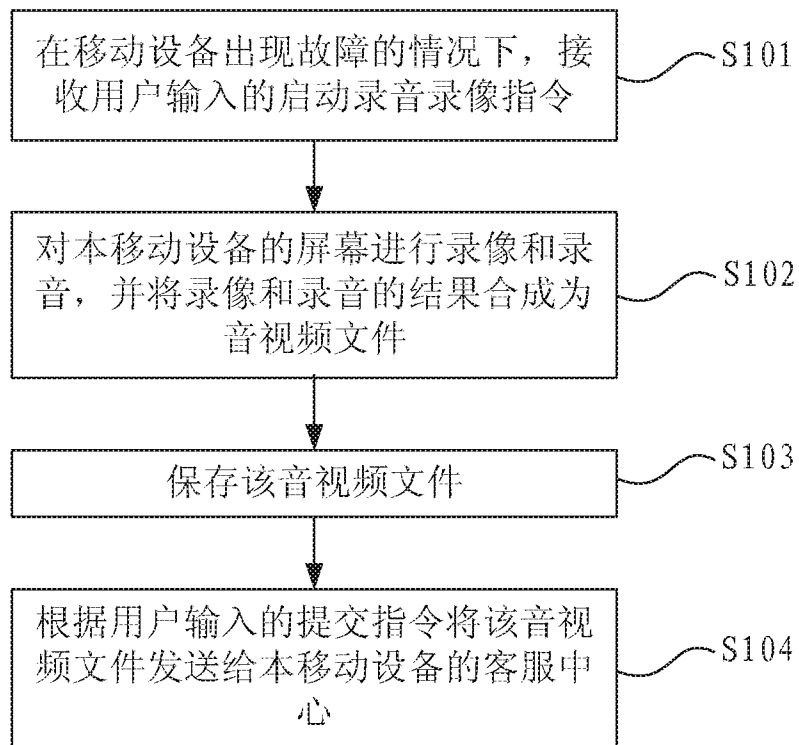 在移动设备出现故障的情况下，接
收用户输入的启动录音录像指令
S101
对本移动设备的屏幕进行录像和录
音，并将录像和录音的结果合成为
音视频文件
S102
保存该音视频文件
S103
根据用户输入的提交指令将该音视
频文件发送给本移动设备的客服中
心
S104